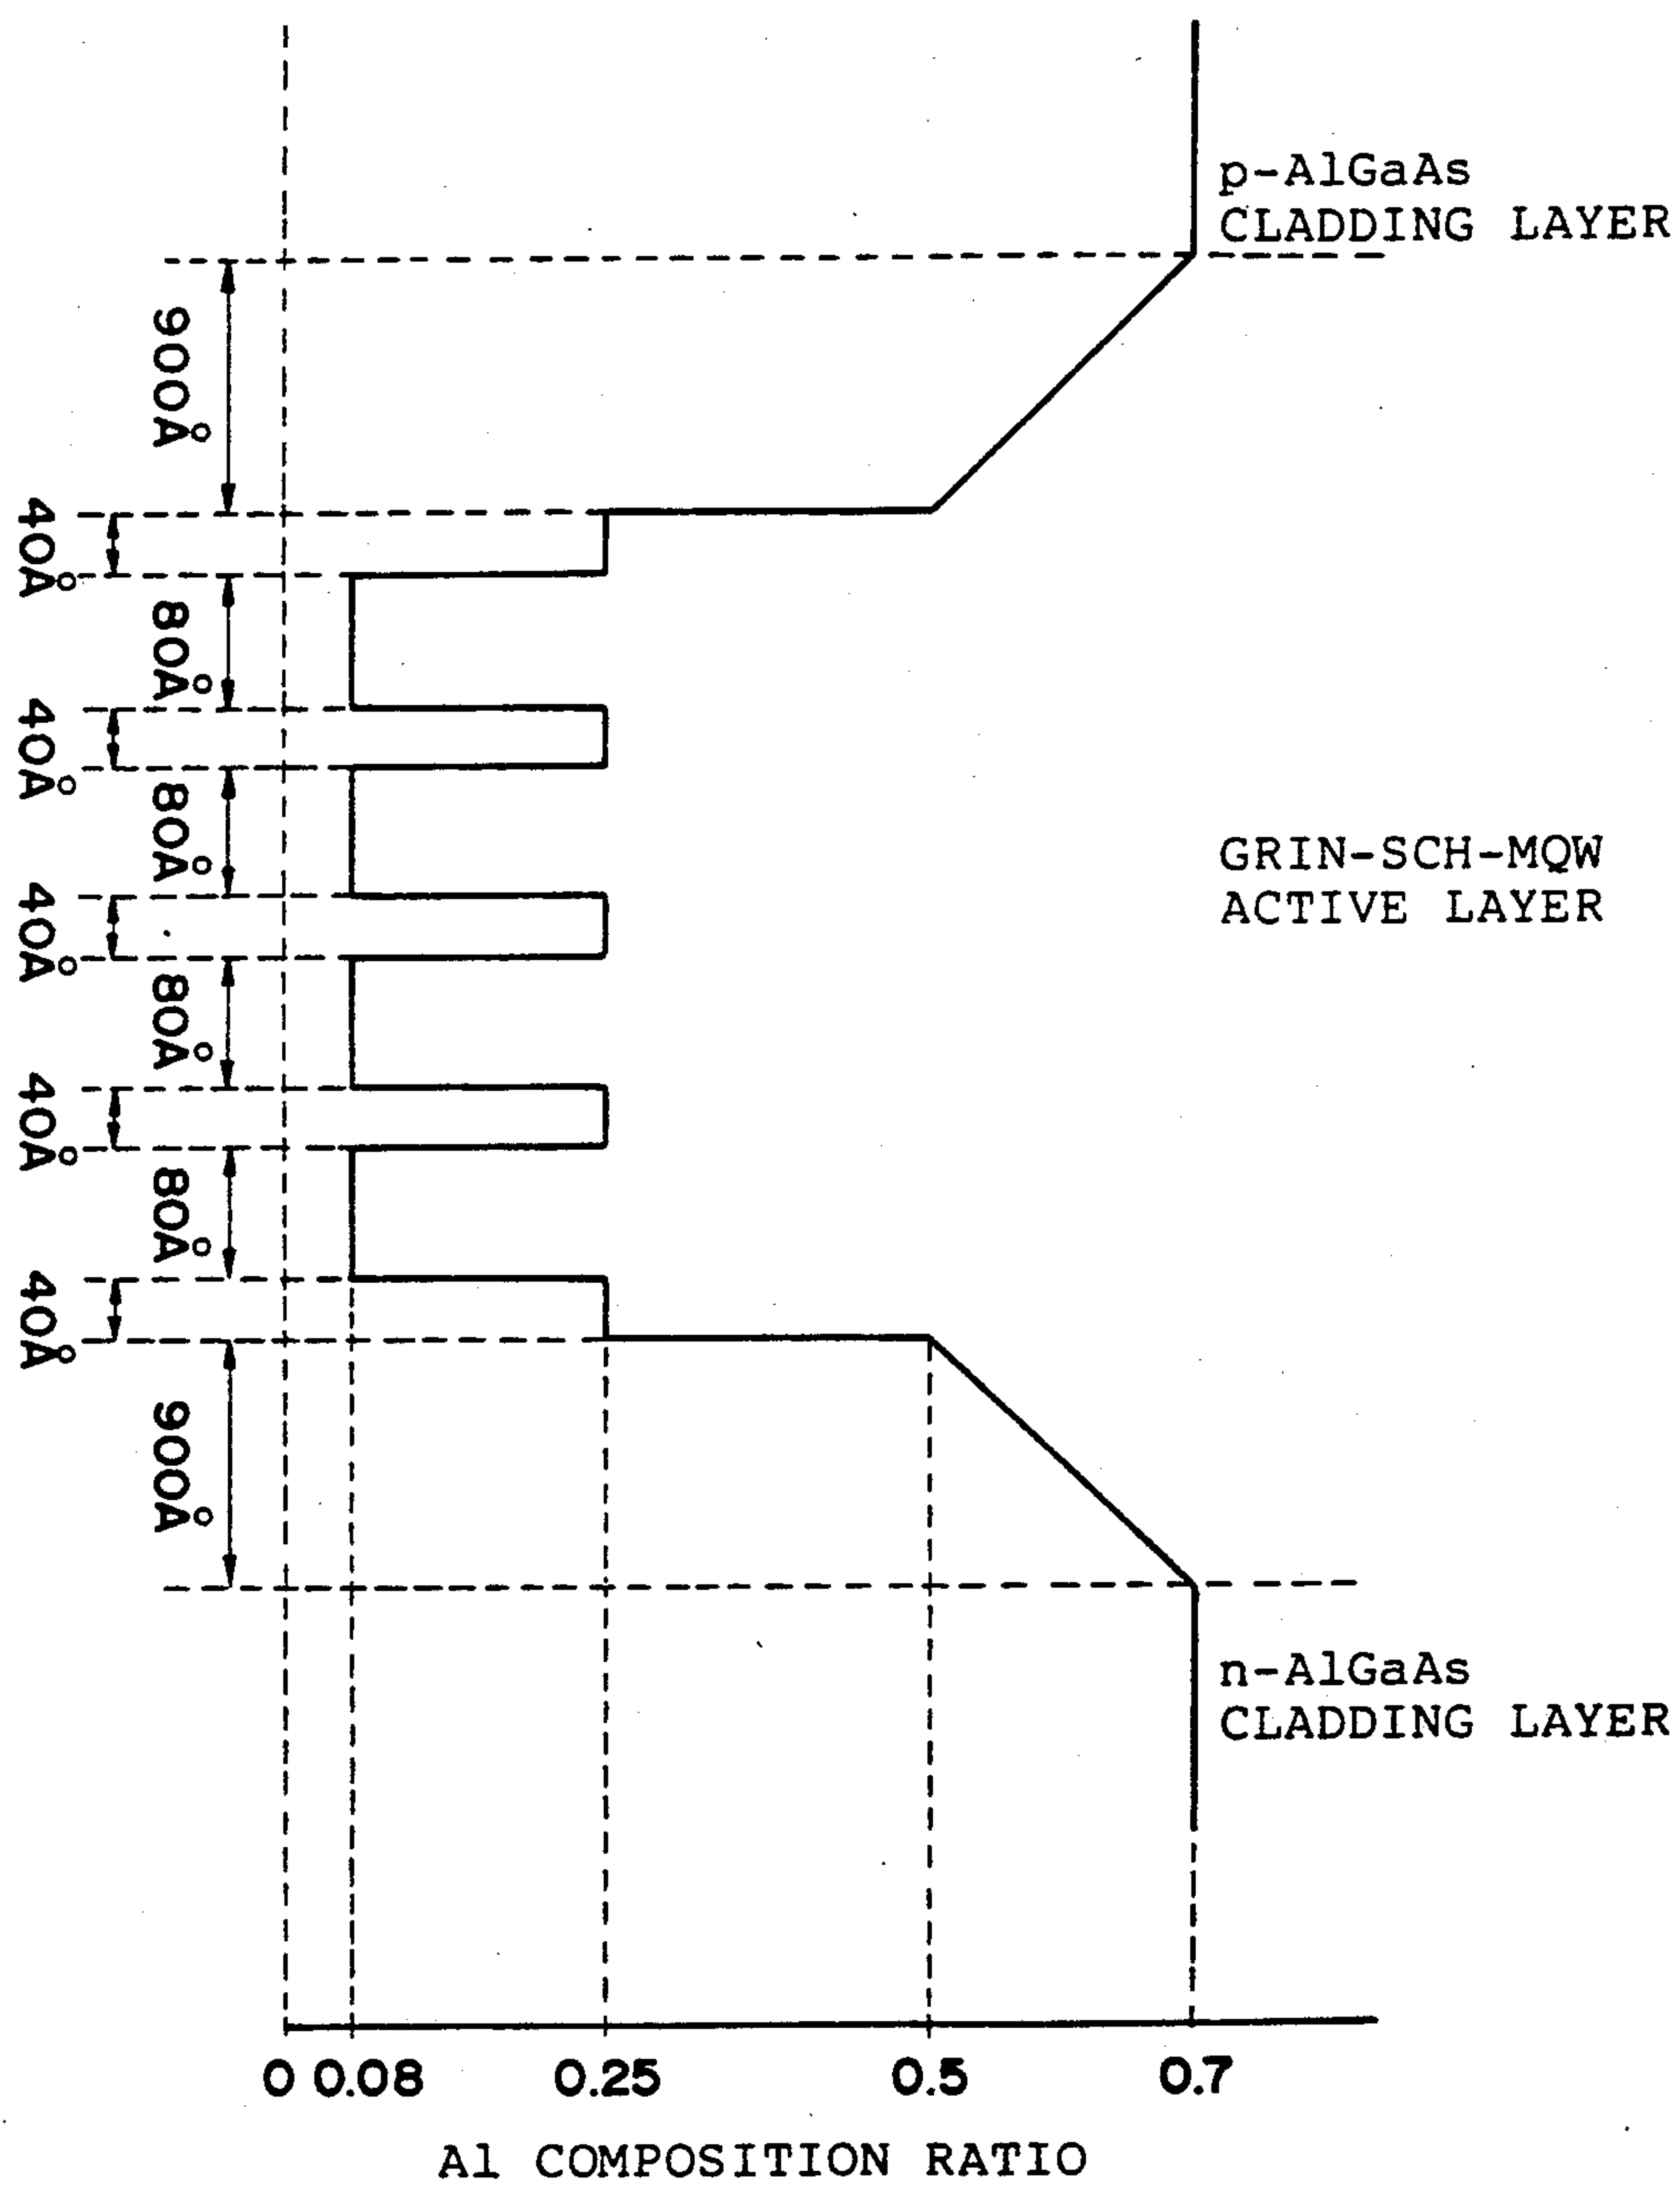 p-AlGaAs
CLADDING LAYER
900Å
40Å
80Å
40Å
80Å
GRIN-SCH-MQW
ACTIVE LAYER
40Å
80Å
40Å
80Å
40Å
900Å
n-AlGaAs
CLADDING LAYER
0 0.08 0.25 0.5 0.7
Al COMPOSITION RATIO